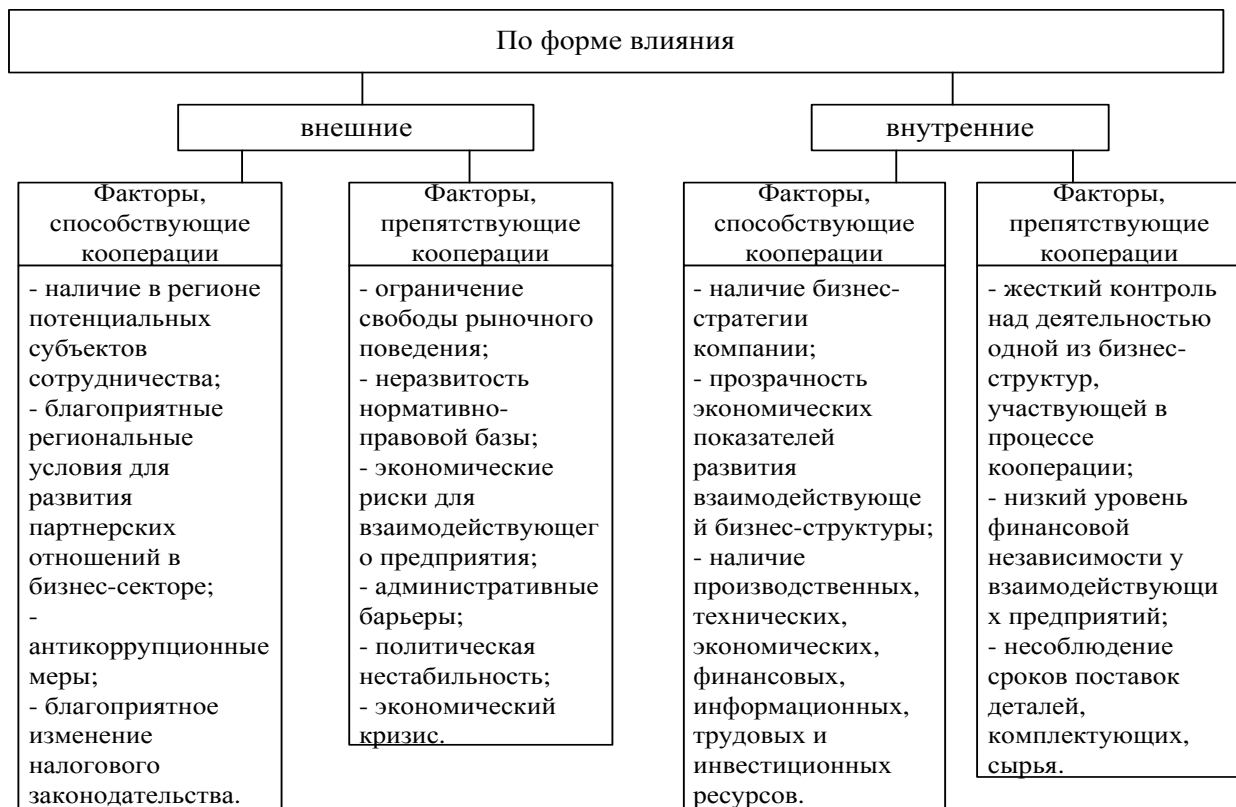 По форме влияния
внешние
внутренние
Факторы,
способствующие
кооперации
- наличие в регионе
потенциальных
субъектов
сотрудничества;
- благоприятные
региональные
условия для
развития
партнерских
отношений в
бизнес-секторе;
-
антикоррупционные
меры;
- благоприятное
изменение
налогового
законодательства.
Факторы,
препятствующие
кооперации
- ограничение
свободы рыночного
поведения;
- неразвитость
нормативно-
правовой базы;
- экономические
риски для
взаимодействующег
о предприятия;
- административные
барьеры;
- политическая
нестабильность;
- экономический
кризис.
Факторы,
способствующие
кооперации
- наличие бизнес-
стратегии
компании;
- прозрачность
экономических
показателей
развития
взаимодействующе
й бизнес-структуры;
- наличие
производственных,
технических,
экономических,
финансовых,
информационных,
трудовых и
инвестиционных
ресурсов.
Факторы,
препятствующие
кооперации
- жесткий контроль
над деятельностью
одной из бизнес-
структур,
участвующей в
процессе
кооперации;
- низкий уровень
финансовой
независимости у
взаимодействующи
х предприятий;
- несоблюдение
сроков поставок
деталей,
комплектующих,
сырья.